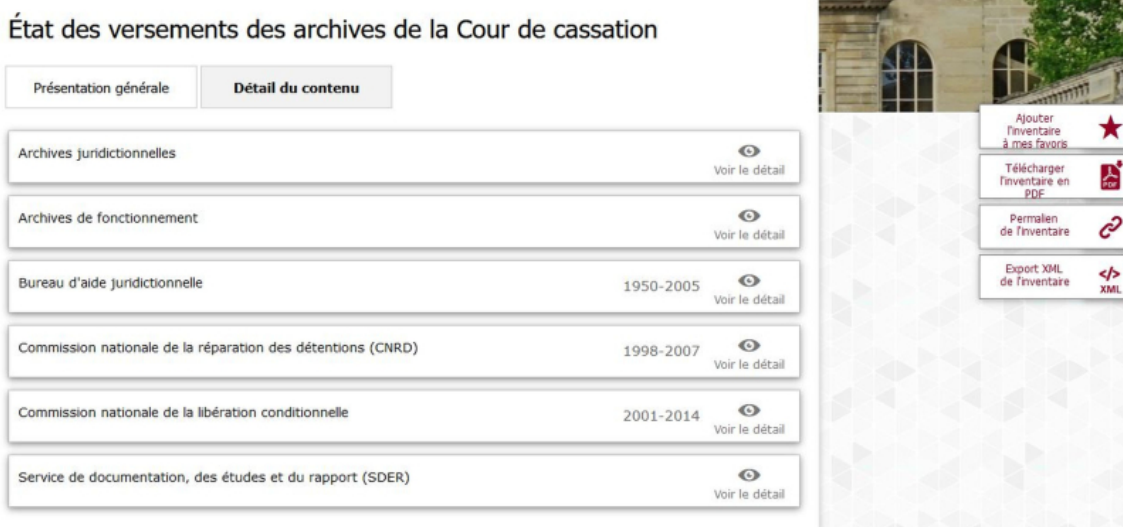 État des versements des archives de la Cour de cassation
Présentation générale
Détail du contenu
Archives juridictionnelles
Voir le détail
Archives de fonctionnement
Voir le détail
Bureau d'aide juridictionnelle
1950-2005
Voir le détail
Commission nationale de la réparation des détentions (CNRD)
1998-2007
Voir le détail
Commission nationale de la libération conditionnelle
2001-2014
Voir le détail
Service de documentation, des études et du rapport (SDER)
Voir le détail
Ajouter
l'inventaire
à mes favoris
Télécharger
l'inventaire en
PDF
PDF
Permalien
de l'inventaire
Export XML
de l'inventaire
</>
XML